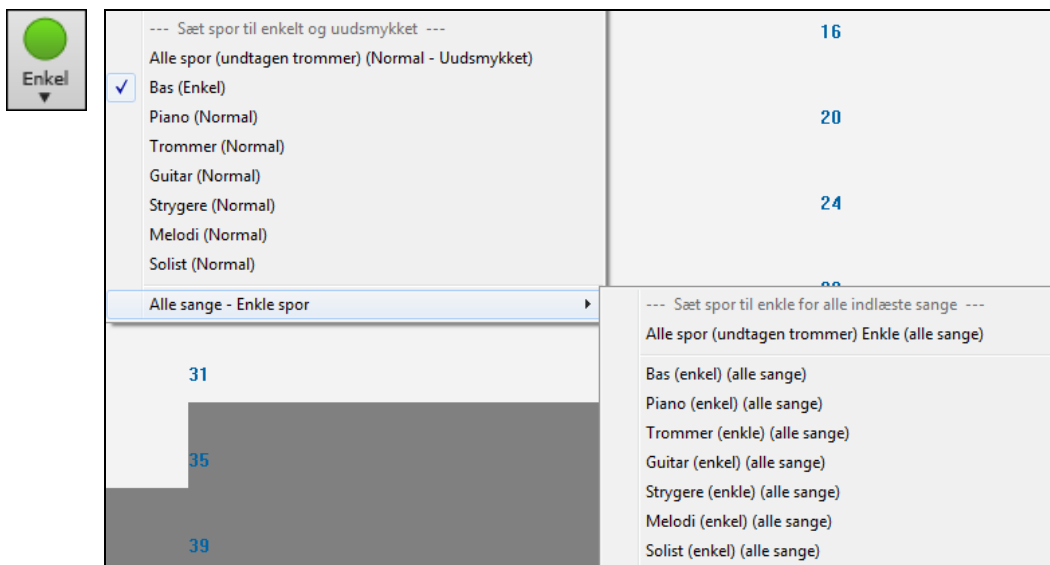 Enkel
--- Sæt spor til enkelt og uudsmykket ---
Alle spor (undtagen trommer) (Normal - Uudsmykket)
Bas (Enkel)
Piano (Normal)
Trommer (Normal)
Guitar (Normal)
Strygere (Normal)
Melodi (Normal)
Solist (Normal)
Alle sange - Enkle spor
16
20
24
--- Sæt spor til enkle for alle indlæste sange ---
Alle spor (undtagen trommer) Enkle (alle sange)
Bas (enkel) (alle sange)
Piano (enkel) (alle sange)
Trommer (enkle) (alle sange)
Guitar (enkel) (alle sange)
Strygere (enkle) (alle sange)
Melodi (enkel) (alle sange)
Solist (enkel) (alle sange)
31
35
39